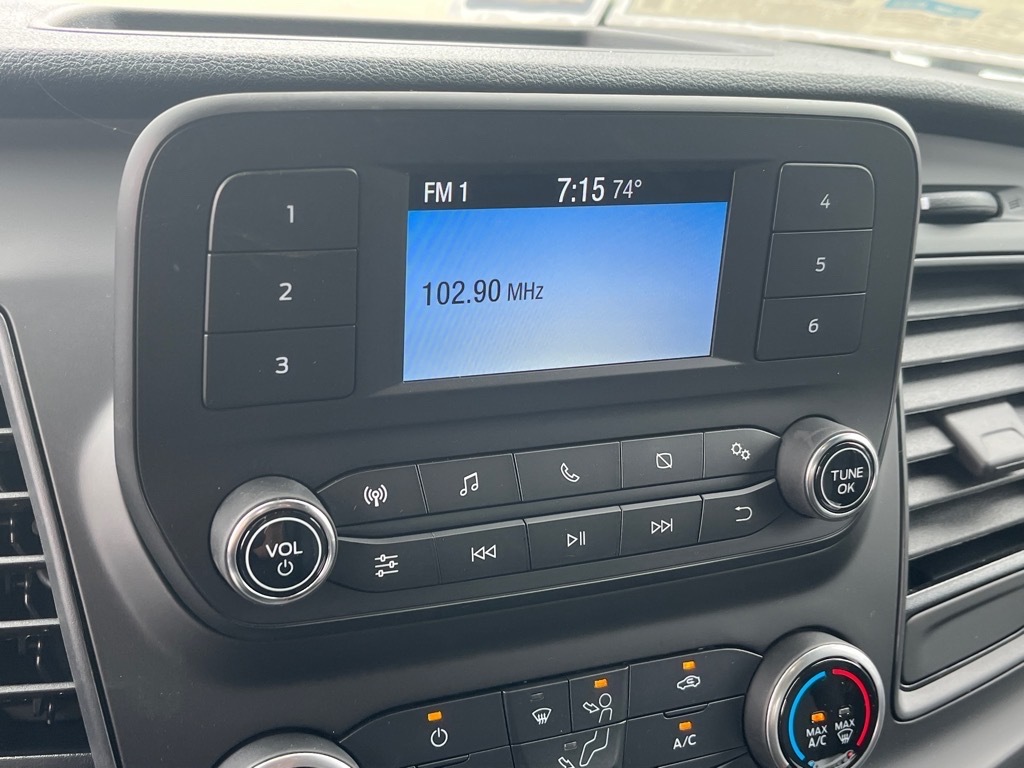 FM 1 7:15 74°
102.90 MHz
1
2
3
4
5
6
VOL
TUNE
OK
A/C
MAX
A/C
MAX